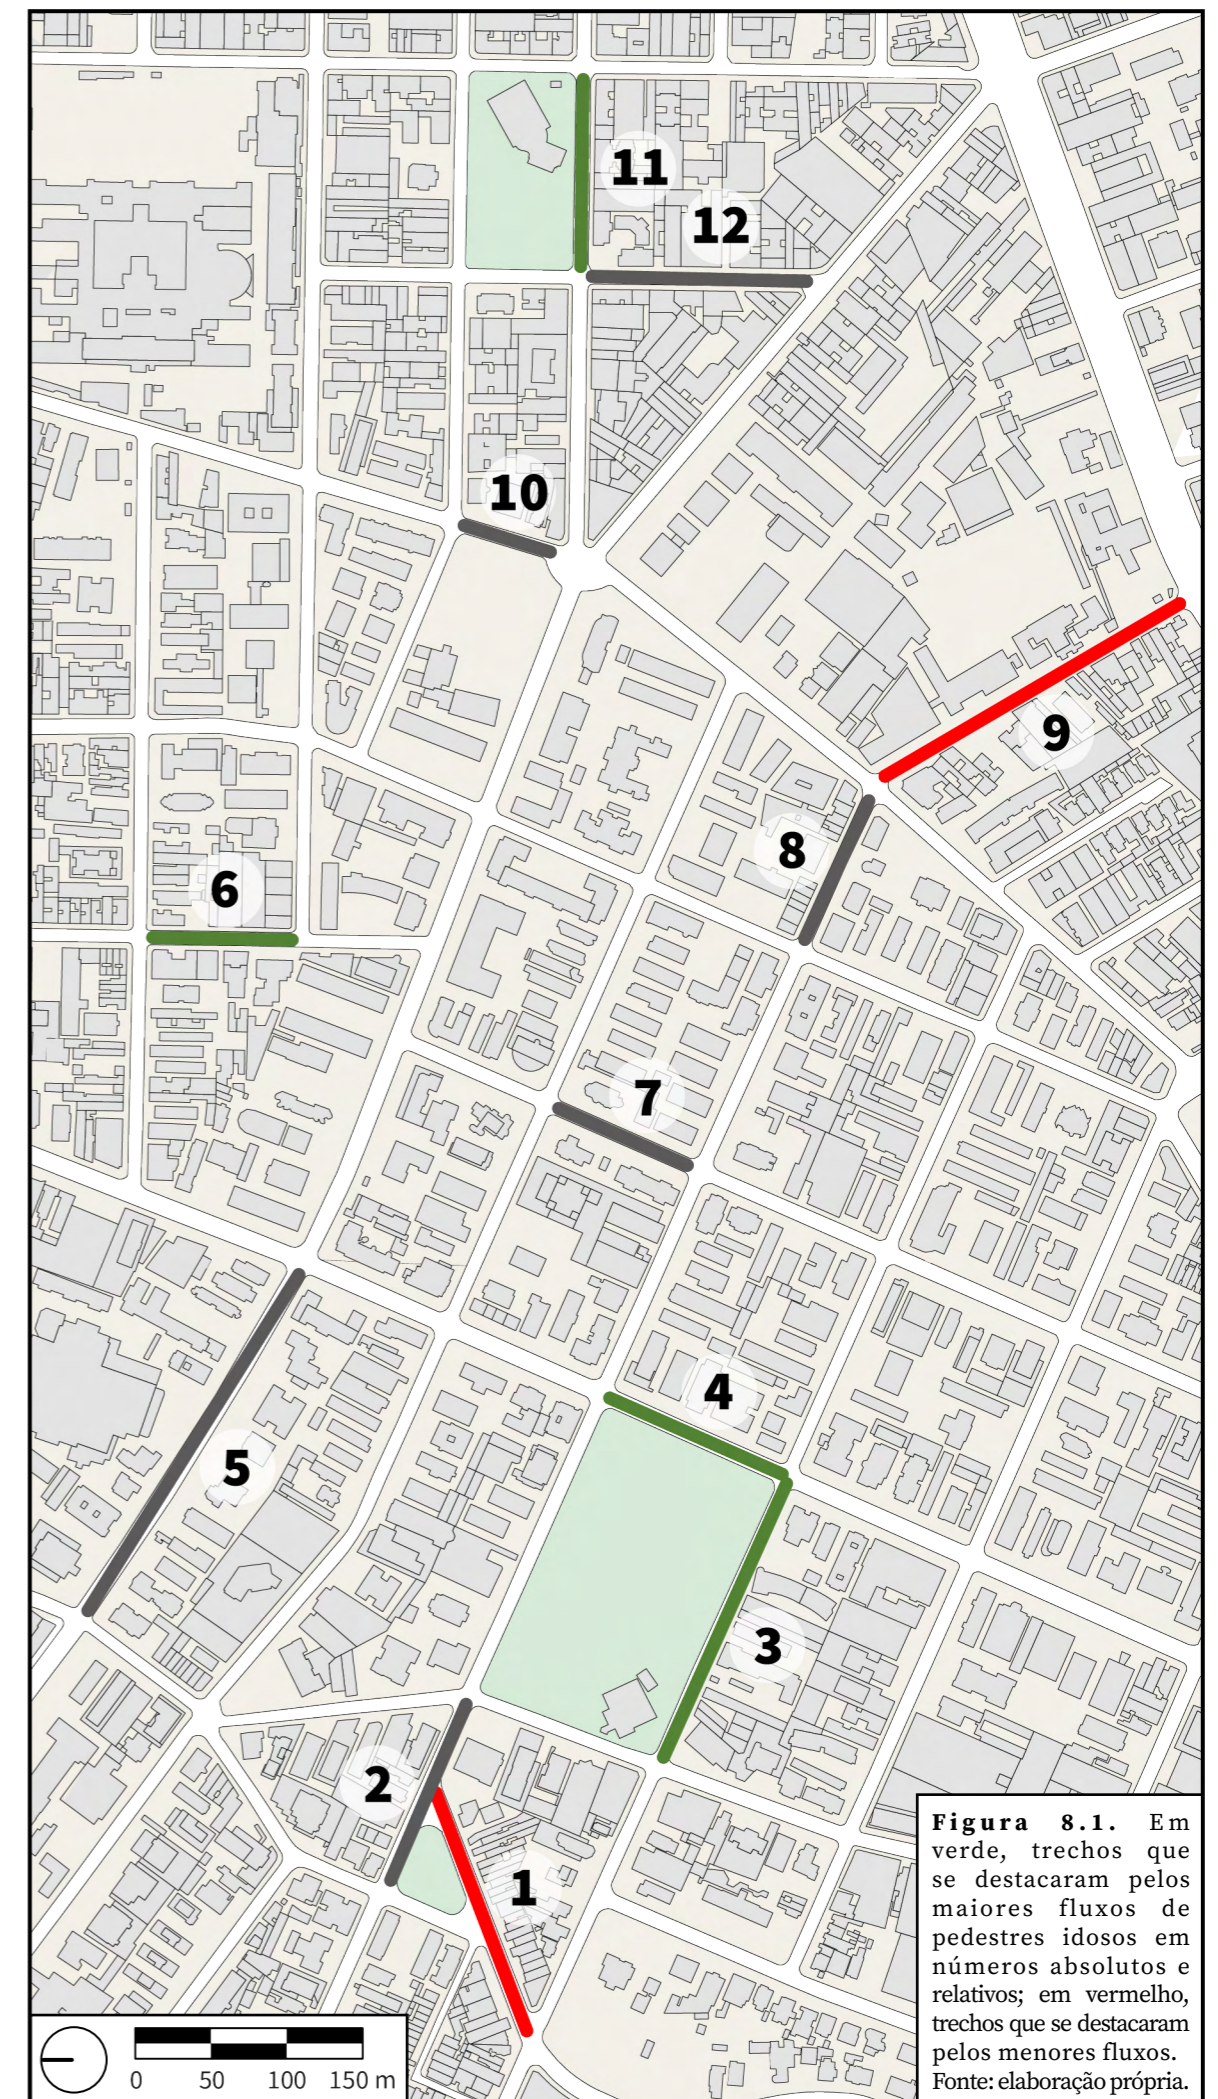 11
12
10
9
8
6
7
4
5
3
2
1
Figura 8.1. Em
verde, trechos que
se destacaram pelos
maiores fluxos de
pedestres idosos em
números absolutos e
relativos; em vermelho,
trechos que se destacaram
pelos menores fluxos.
Fonte: elaboração própria.
0 50 100 150 m